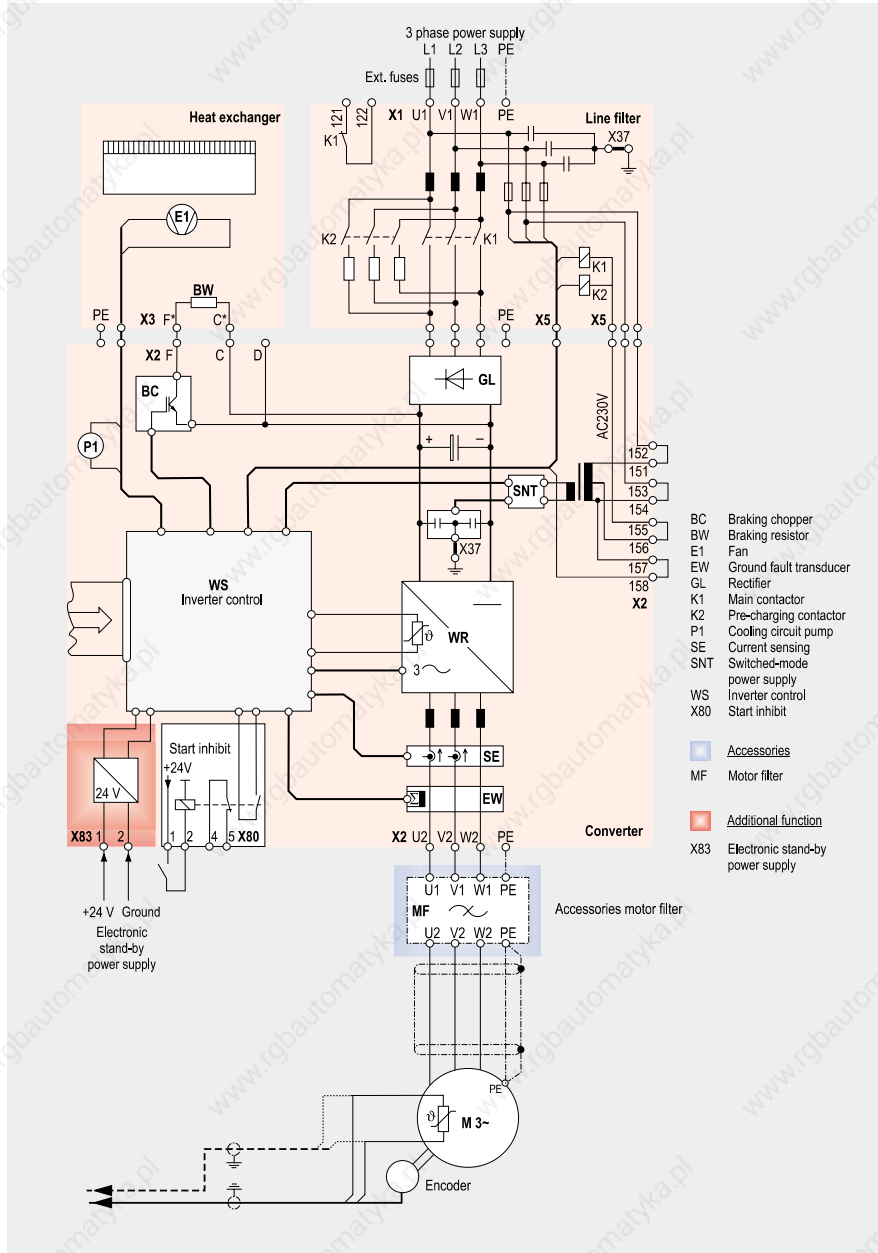 3 phase power supply
L1 L2 L3 PE
Ext. fuses
Heat exchanger
121 122 X1 U1 V1 W1 PE Line filter
K1
X37
E1
K2 K1
K1
K2
BW
PE X3 F* C* PE X5 X5
X2 F C D
BC
GL
P1
+ −
AC230V
SNT
X37
152
151
153
154
155
156
157
158
X2
WS
Inverter control
ϑ WR
3
BC Braking chopper
BW Braking resistor
E1 Fan
EW Ground fault transducer
GL Rectifier
K1 Main contactor
K2 Pre-charging contactor
P1 Cooling circuit pump
SE Current sensing
SNT Switched-mode
power supply
WS Inverter control
X80 Start inhibit
Accessories
MF Motor filter
Additional function
X83 Electronic stand-by
power supply
Start inhibit
+24V
24 V
SE
EW
X83 1 2 1 2 4 5 X80
X2 U2 V2 W2 PE Converter
+24 V Ground
Electronic
stand-by
power supply
U1 V1 W1 PE
MF
U2 V2 W2 PE
Accessories motor filter
PE
ϑ M 3~
Encoder
www.rgbautomatyka.pl